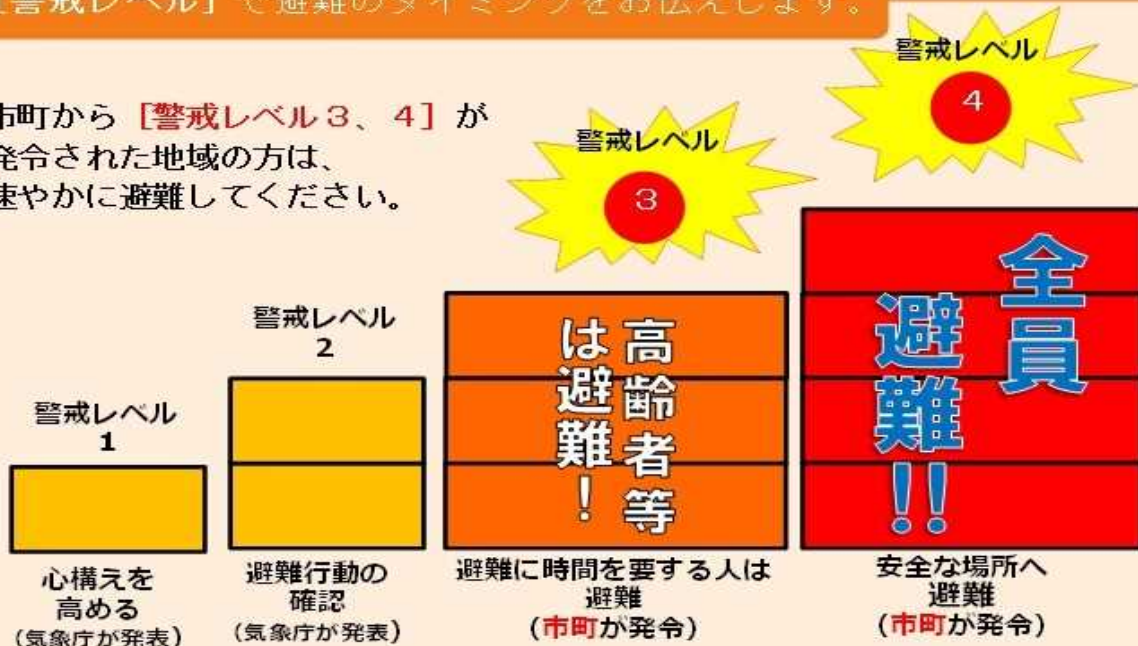 警戒レベル］で避難のタイミングをお伝えします。
市町から［警戒レベル３、４］が
発令された地域の方は、
速やかに避難してください。
警戒レベル
1
心構えを
高める
(気象庁が発表)
警戒レベル
2
避難行動の
確認
(気象庁が発表)
警戒レベル
3
高齢者等
は避難！
避難に時間を要する人は
避難
(市町が発令)
警戒レベル
4
全員
避難!!
安全な場所へ
避難
(市町が発令)